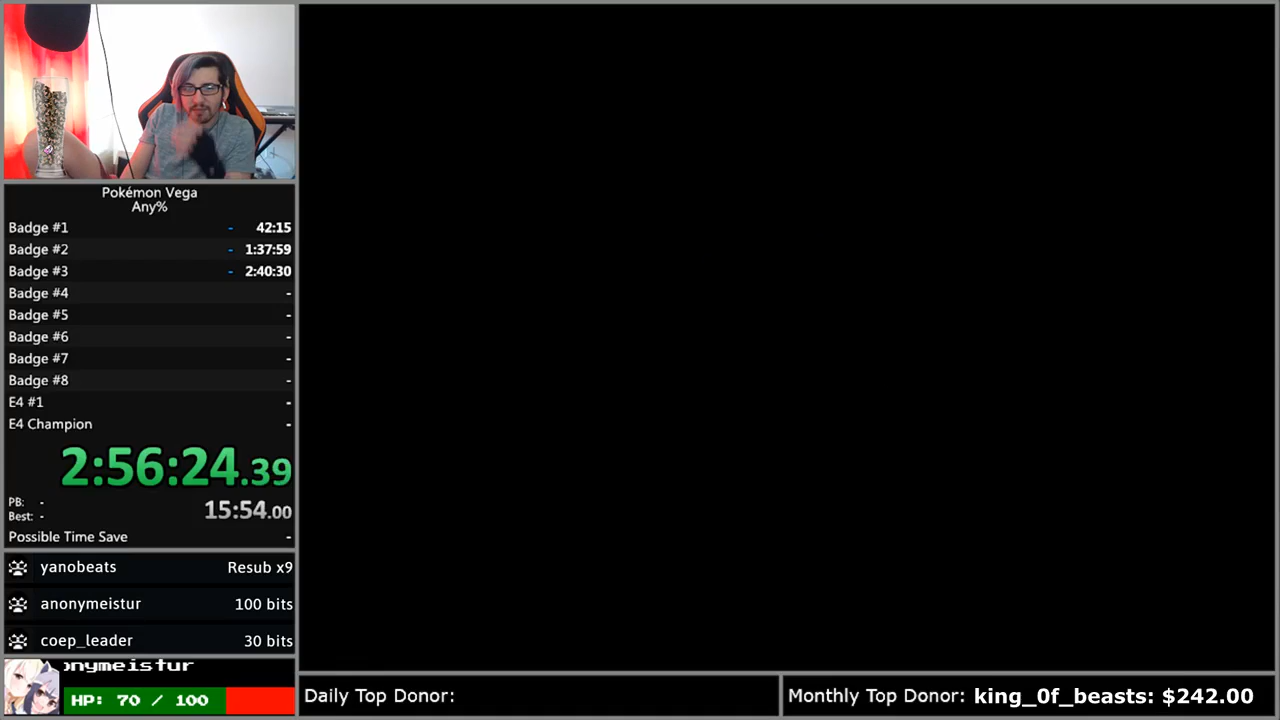 Pokémon Vega
Any%
Badge #1 - 42:15
Badge #2 - 1:37:59
Badge #3 - 2:40:30
Badge #4 -
Badge #5 -
Badge #6 -
Badge #7 -
Badge #8 -
E4 #1 -
E4 Champion -
2:56:24.39
PB: -
Best: -
15:54.00
Possible Time Save -
yanobeats Resub x9
anonymeistur 100 bits
coep_leader 30 bits
onymeistur
HP: 70 / 100
Daily Top Donor:
Monthly Top Donor: king_0f_beasts: $242.00